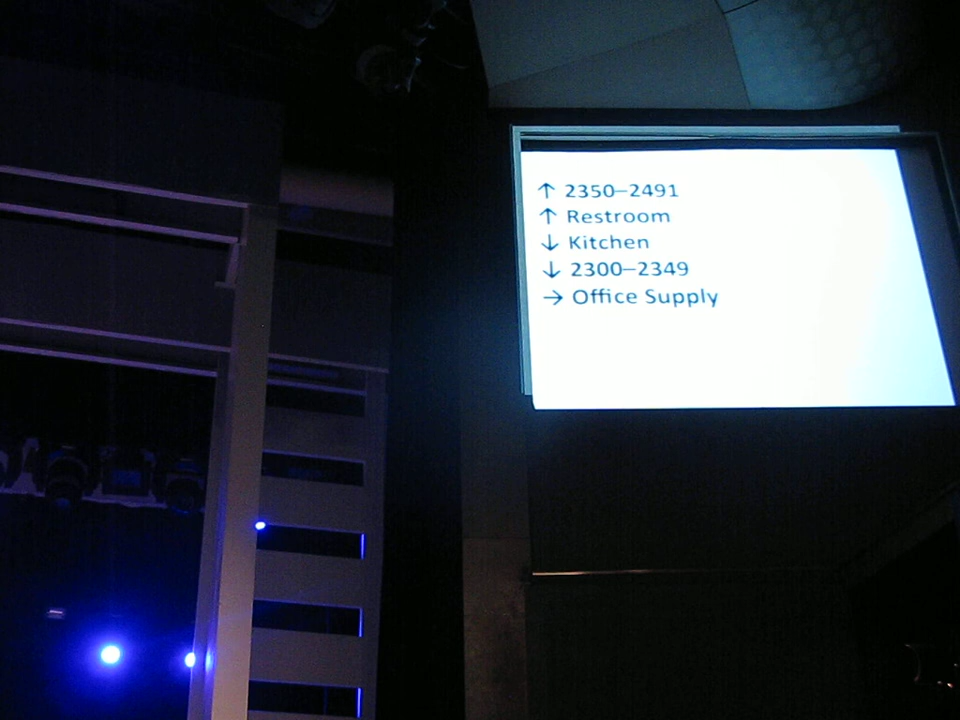 ↑ 2350–2491
↑ Restroom
↓ Kitchen
↓ 2300–2349
→ Office Supply